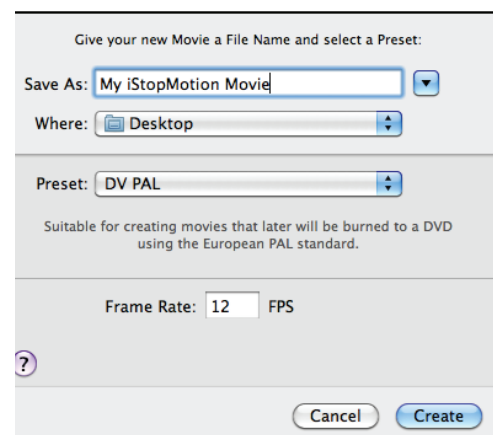 Give your new Movie a File Name and select a Preset:
Save As: My iStopMotion Movie
Where: Desktop
Preset: DV PAL
Suitable for creating movies that later will be burned to a DVD
using the European PAL standard.
Frame Rate: 12 FPS
?
Cancel Create